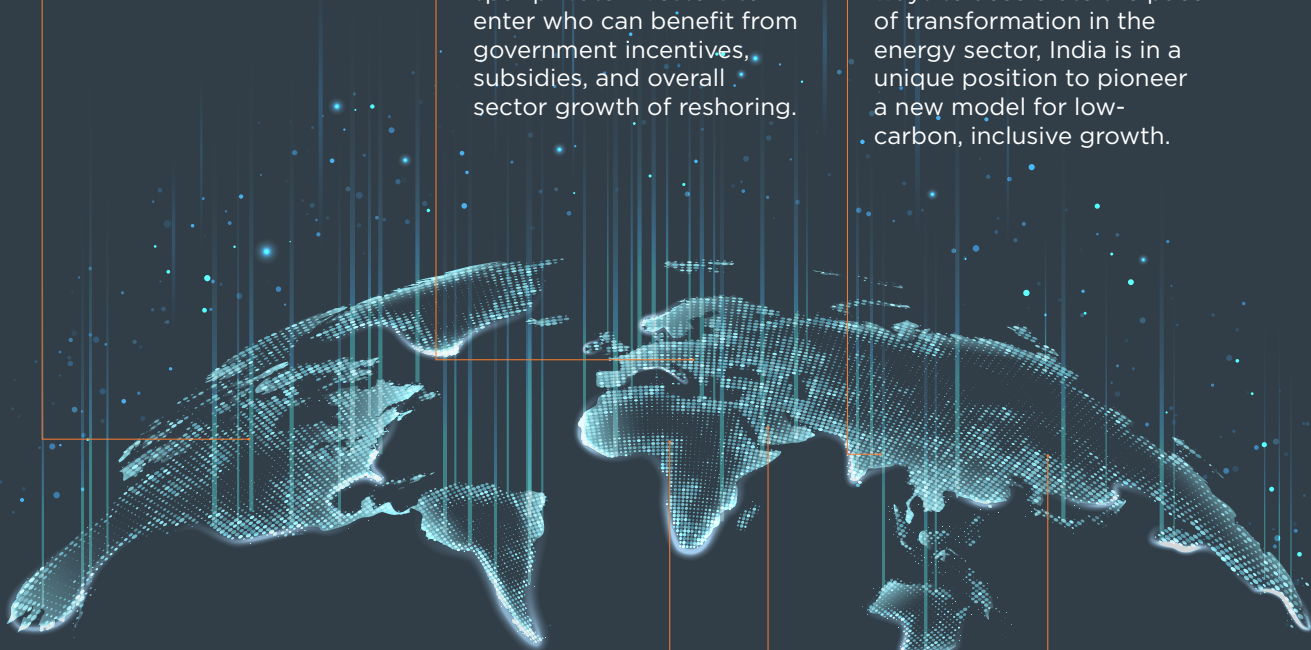 enter who can benefit from
government incentives,
subsidies, and overall
sector growth of reshoring.
of transformation in the
energy sector, India is in a
unique position to pioneer
a new model for low-
carbon, inclusive growth.